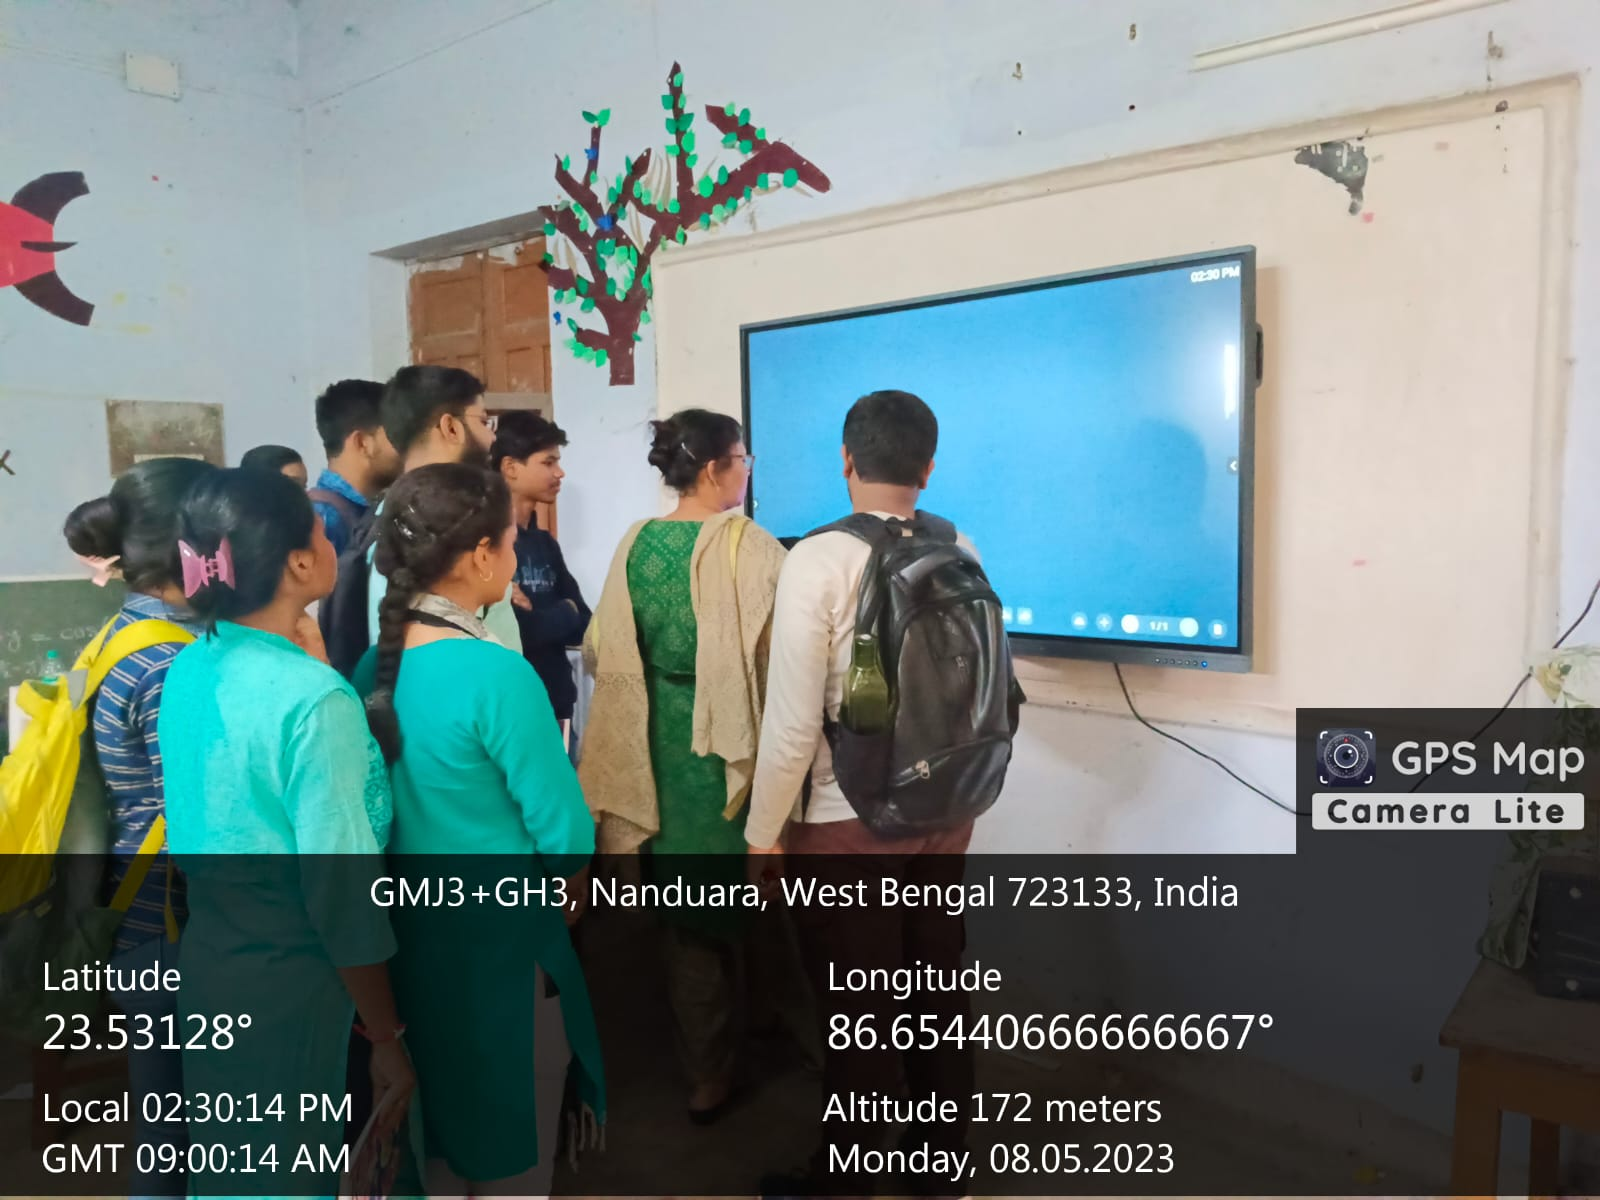 02:30 PM
1/1
GPS Map
Camera Lite
GMJ3+GH3, Nanduara, West Bengal 723133, India
Latitude
23.53128°
Longitude
86.65440666666667°
Local 02:30:14 PM
GMT 09:00:14 AM
Altitude 172 meters
Monday, 08.05.2023